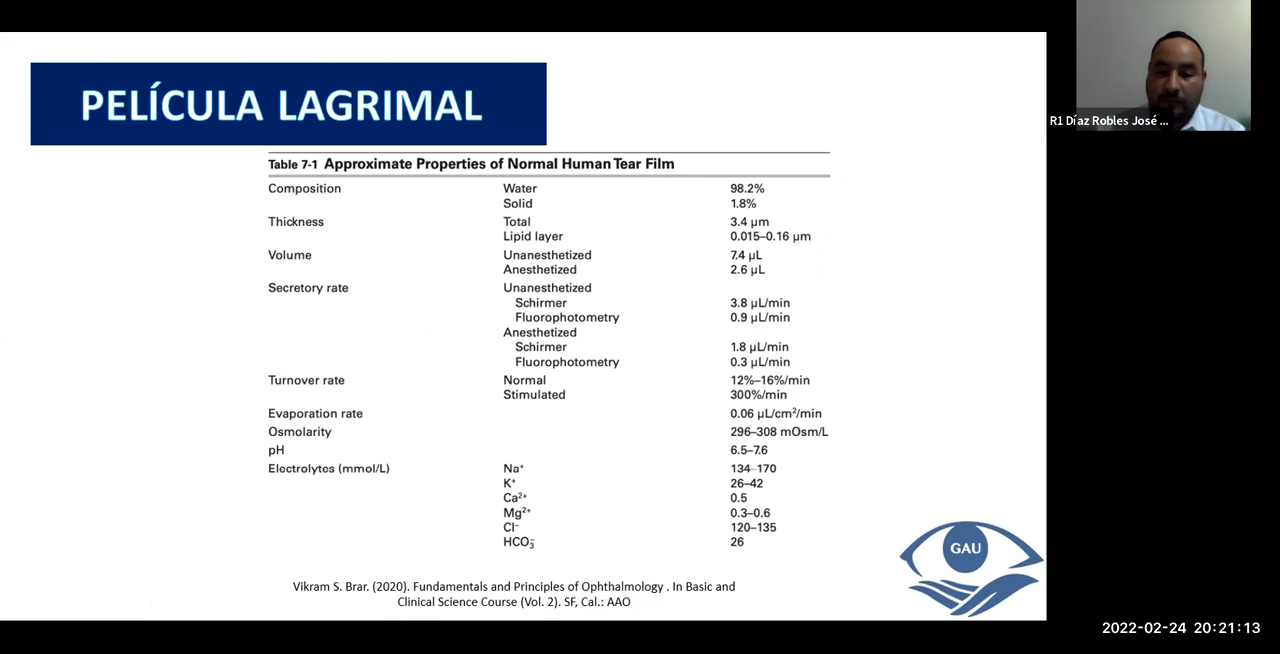 PELÍCULA LAGRIMAL
R1 Díaz Robles José ...
Table 7-1 Approximate Properties of Normal Human Tear Film
Composition Water 98.2%
Solid 1.8%
Thickness Total 3.4 µm
Lipid layer 0.015–0.16 µm
Volume Unanesthetized 7.4 µL
Anesthetized 2.6 µL
Secretory rate Unanesthetized
Schirmer 3.8 µL/min
Fluorophotometry 0.9 µL/min
Anesthetized
Schirmer 1.8 µL/min
Fluorophotometry 0.3 µL/min
Turnover rate Normal 12%–16%/min
Stimulated 300%/min
Evaporation rate 0.06 µL/cm²/min
Osmolarity 296–308 mOsm/L
pH 6.5–7.6
Electrolytes (mmol/L) Na⁺ 134–170
K⁺ 26–42
Ca²⁺ 0.5
Mg²⁺ 0.3–0.6
Cl⁻ 120–135
HCO₃⁻ 26
GAU
Vikram S. Brar. (2020). Fundamentals and Principles of Ophthalmology . In Basic and
Clinical Science Course (Vol. 2). SF, Cal.: AAO
2022-02-24 20:21:13